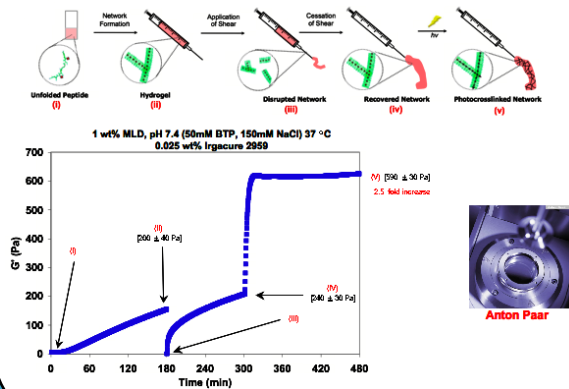 Network
Formation
Application
of Shear
Cessation
of Shear
hv
Unfolded Peptide
(i)
Hydrogel
(ii)
Disrupted Network
(iii)
Recovered Network
(iv)
Photocrosslinked Network
(v)
1 wt% MLD, pH 7.4 (50mM BTP, 150mM NaCl) 37 °C
0.025 wt% Irgacure 2959
G' (Pa)
700
600
500
400
300
200
100
0
(I)
(II)
[200 ± 40 Pa]
(V) [590 ± 30 Pa]
2.5 fold increase
(IV)
[240 ± 30 Pa]
(III)
0 60 120 180 240 300 360 420 480
Time (min)
Anton Paar